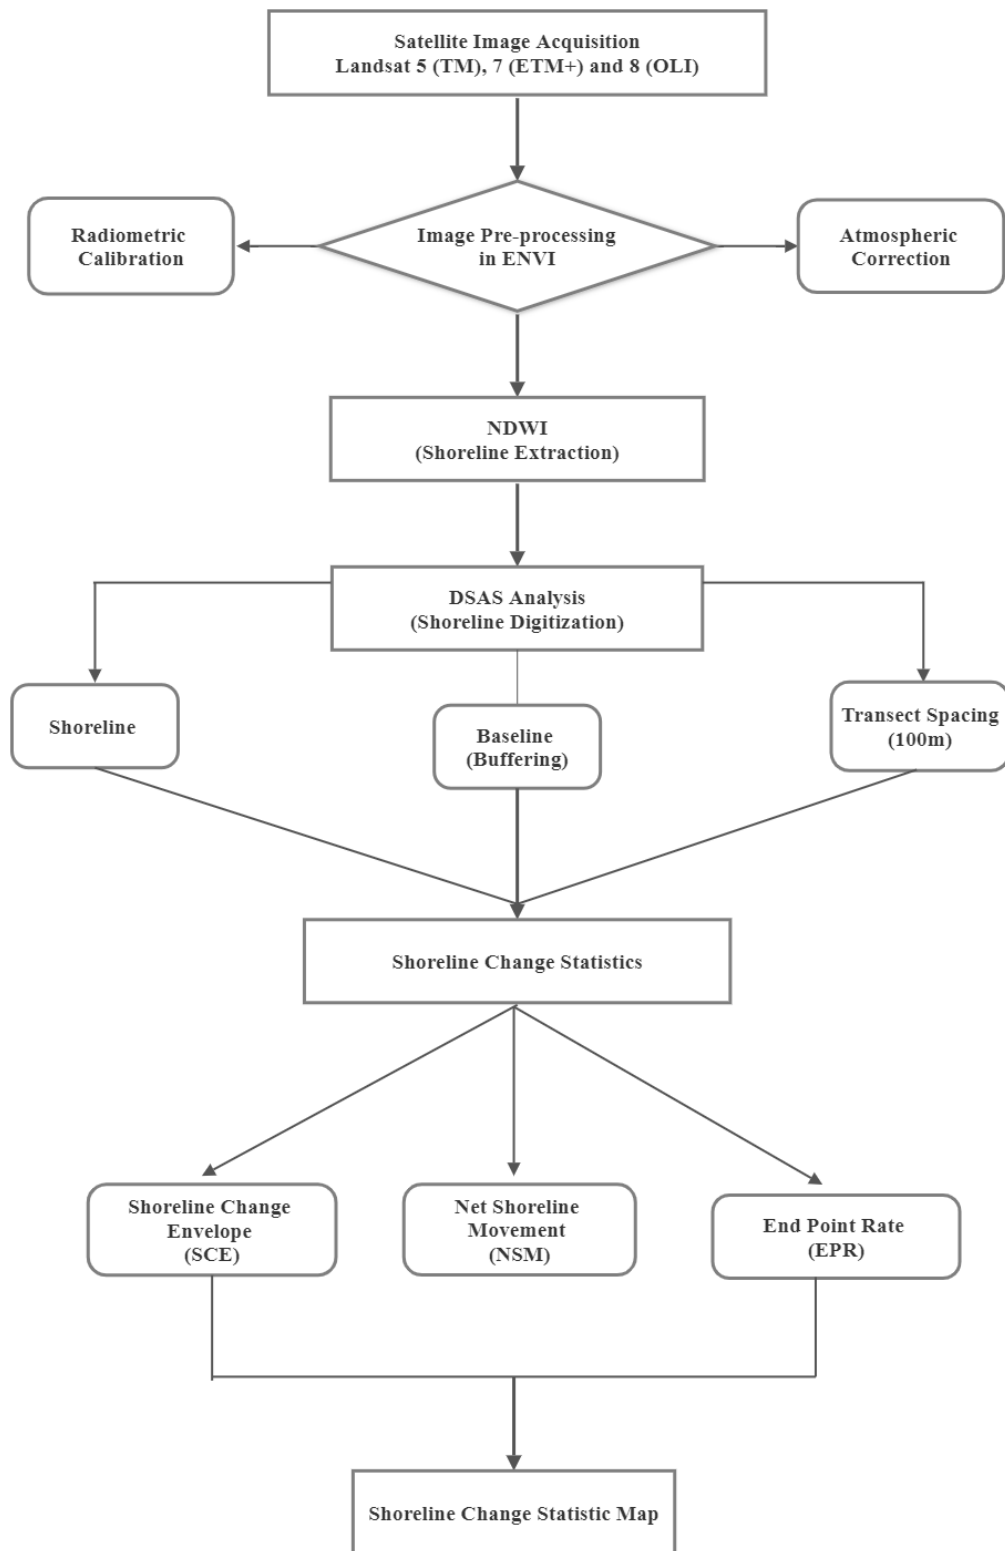 Satellite Image Acquisition
Landsat 5 (TM), 7 (ETM+) and 8 (OLI)
Radiometric
Calibration
Image Pre-processing
in ENVI
Atmospheric
Correction
NDWI
(Shoreline Extraction)
DSAS Analysis
(Shoreline Digitization)
Shoreline
Baseline
(Buffering)
Transect Spacing
(100m)
Shoreline Change Statistics
Shoreline Change
Envelope
(SCE)
Net Shoreline
Movement
(NSM)
End Point Rate
(EPR)
Shoreline Change Statistic Map